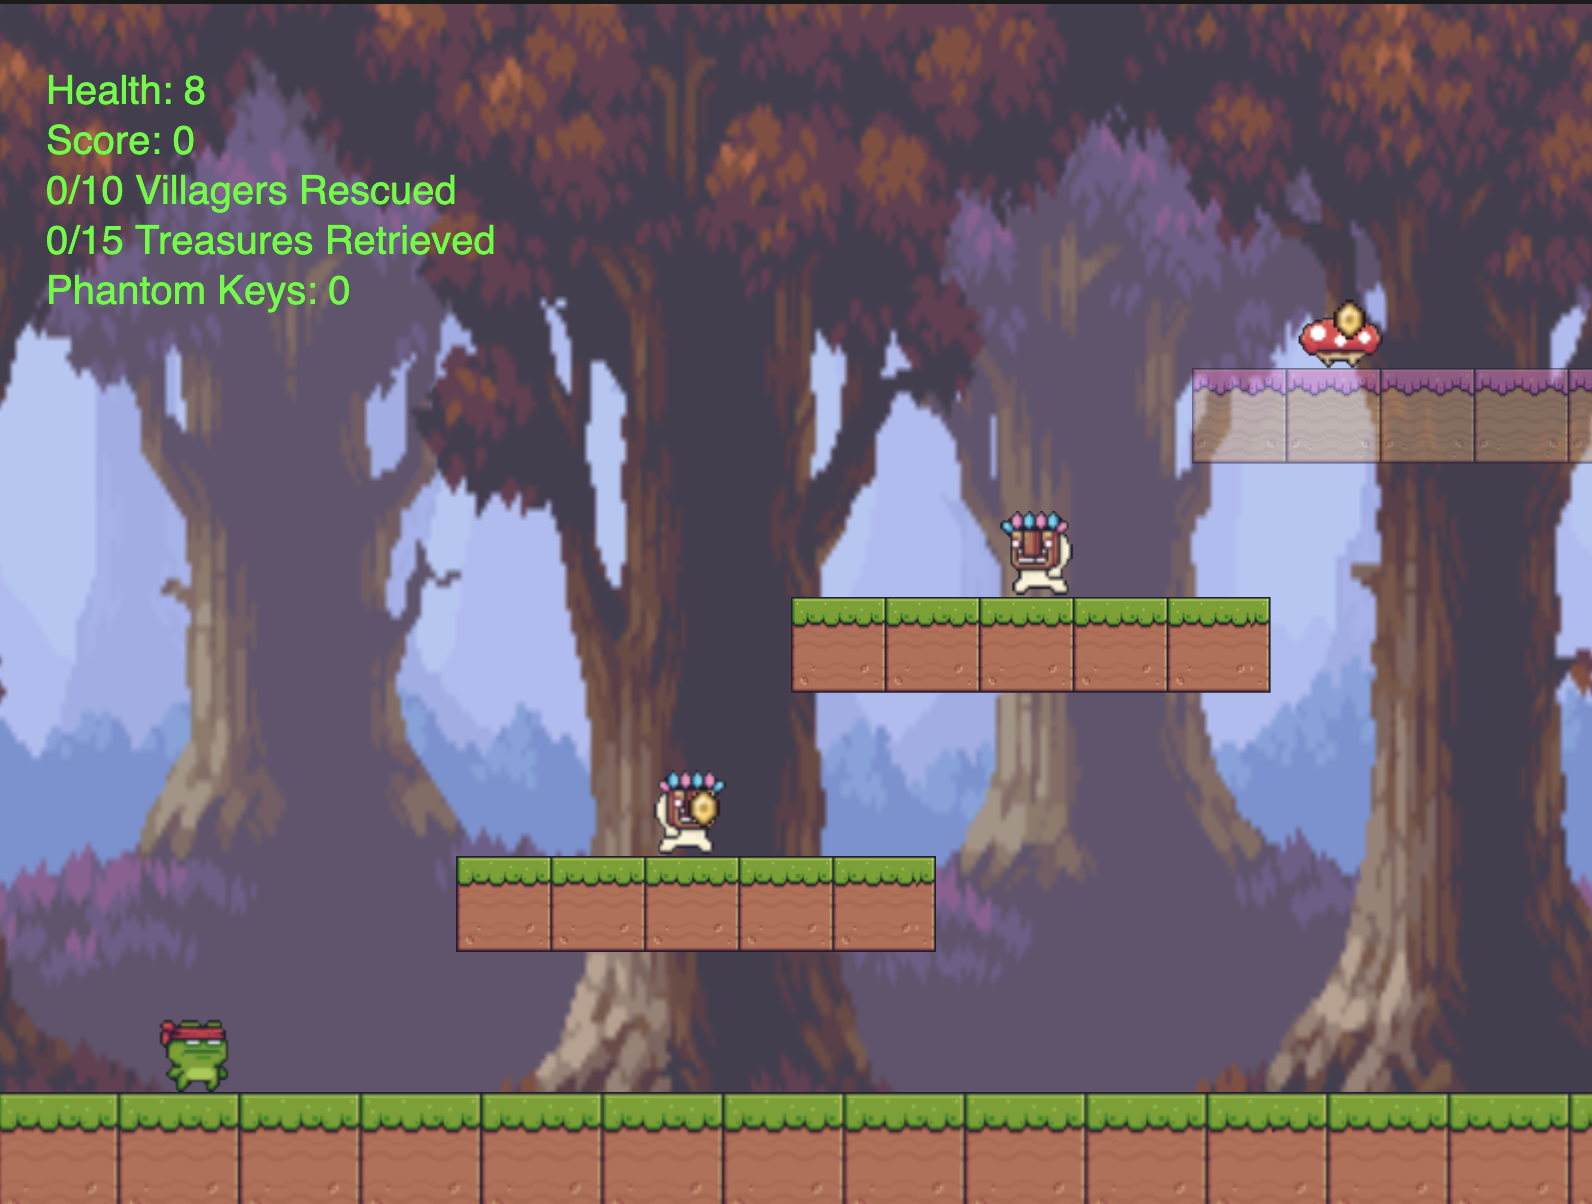 Health: 8
Score: 0
0/10 Villagers Rescued
0/15 Treasures Retrieved
Phantom Keys: 0